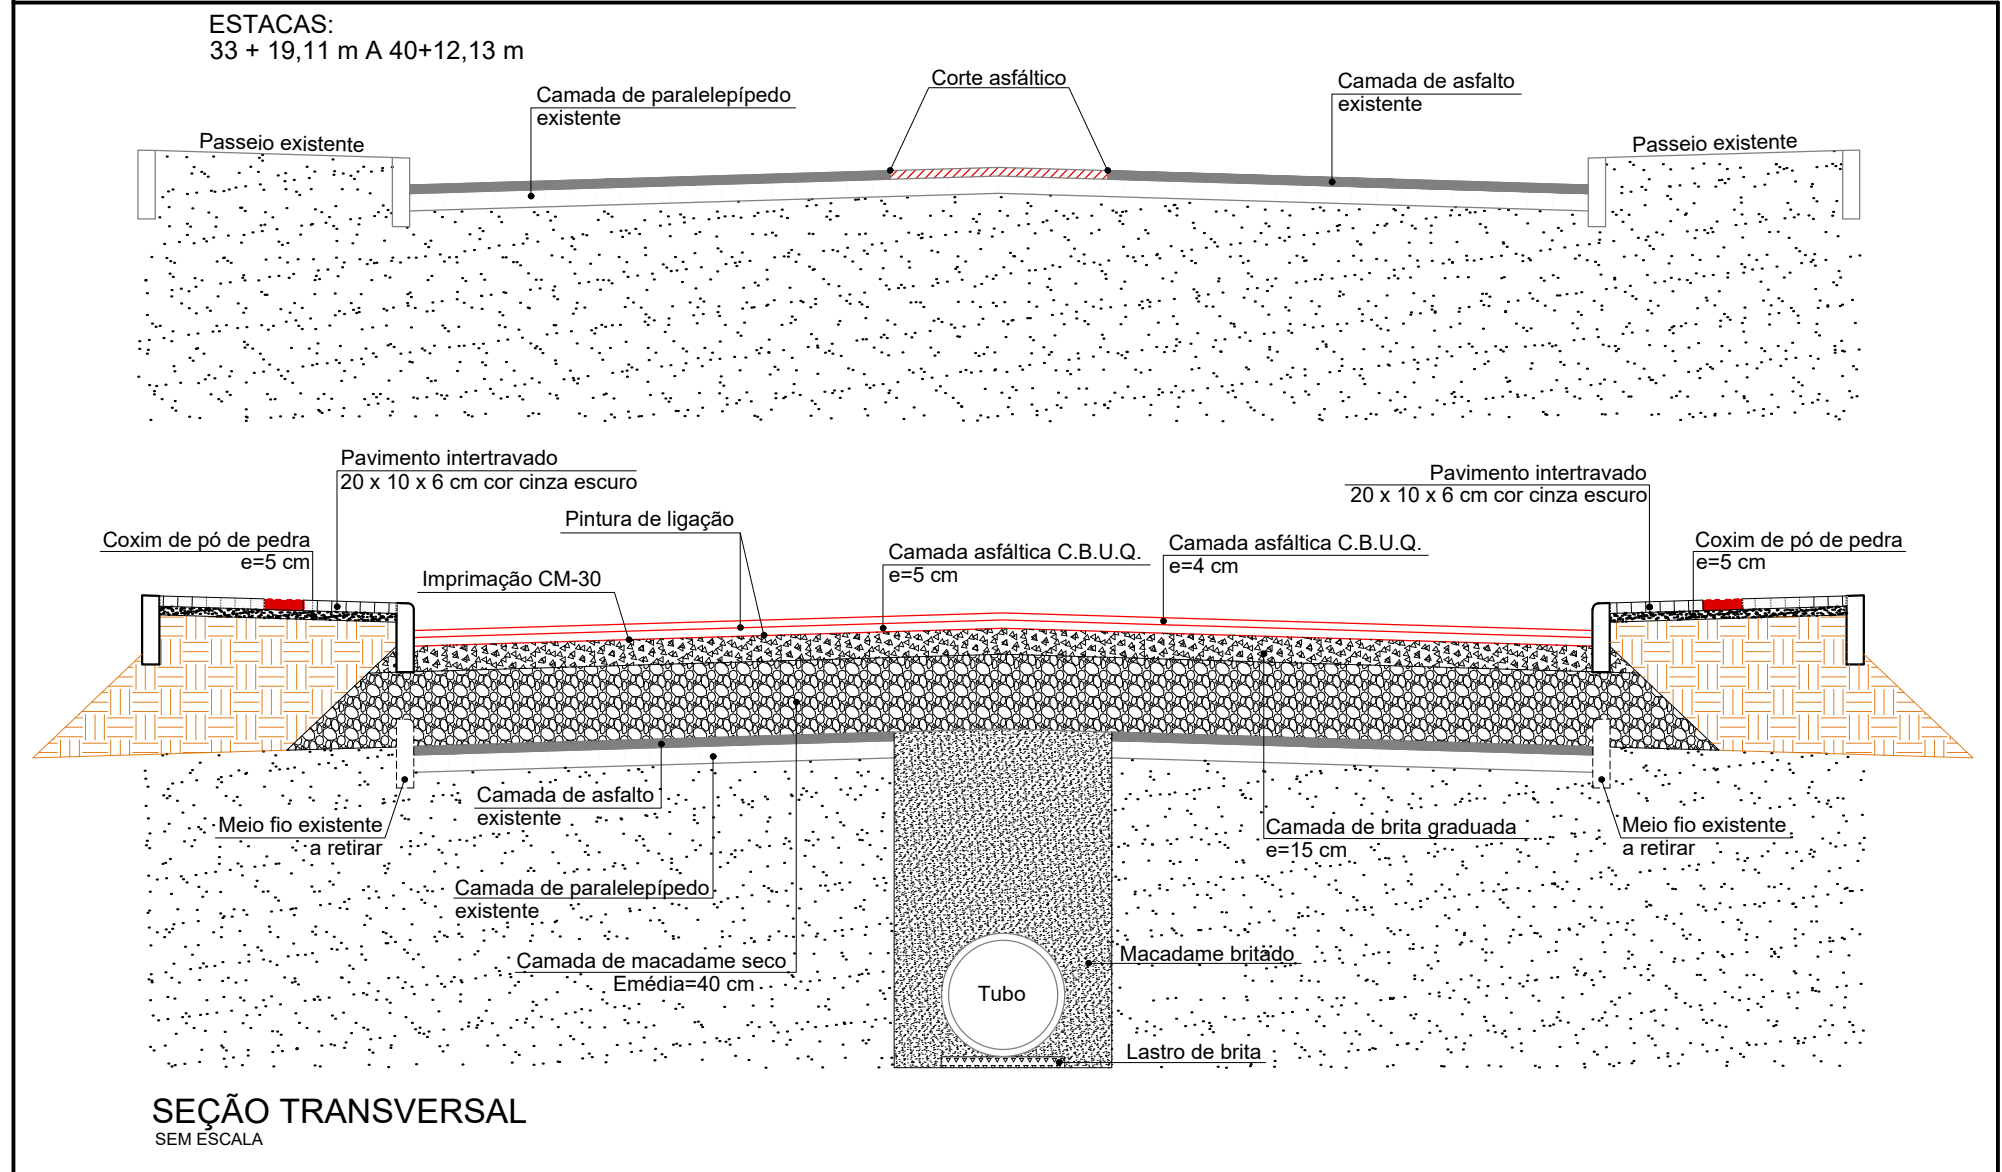 ESTACAS:
33 + 19,11 m A 40+12,13 m
Camada de paralelepípedo
existente
Corte asfáltico
Camada de asfalto
existente
Passeio existente
Passeio existente
Pavimento intertravado
20 x 10 x 6 cm cor cinza escuro
Pavimento intertravado
20 x 10 x 6 cm cor cinza escuro
Coxim de pó de pedra
e=5 cm
Pintura de ligação
Imprimação CM-30
Camada asfáltica C.B.U.Q.
e=5 cm
Camada asfáltica C.B.U.Q.
e=4 cm
Coxim de pó de pedra
e=5 cm
Camada de asfalto
existente
Meio fio existente
a retirar
Camada de brita graduada
e=15 cm
Meio fio existente
a retirar
Camada de paralelepípedo
existente
Camada de macadame seco
Emédia=40 cm
Macadame britado
Tubo
Lastro de brita
SEÇÃO TRANSVERSAL
SEM ESCALA